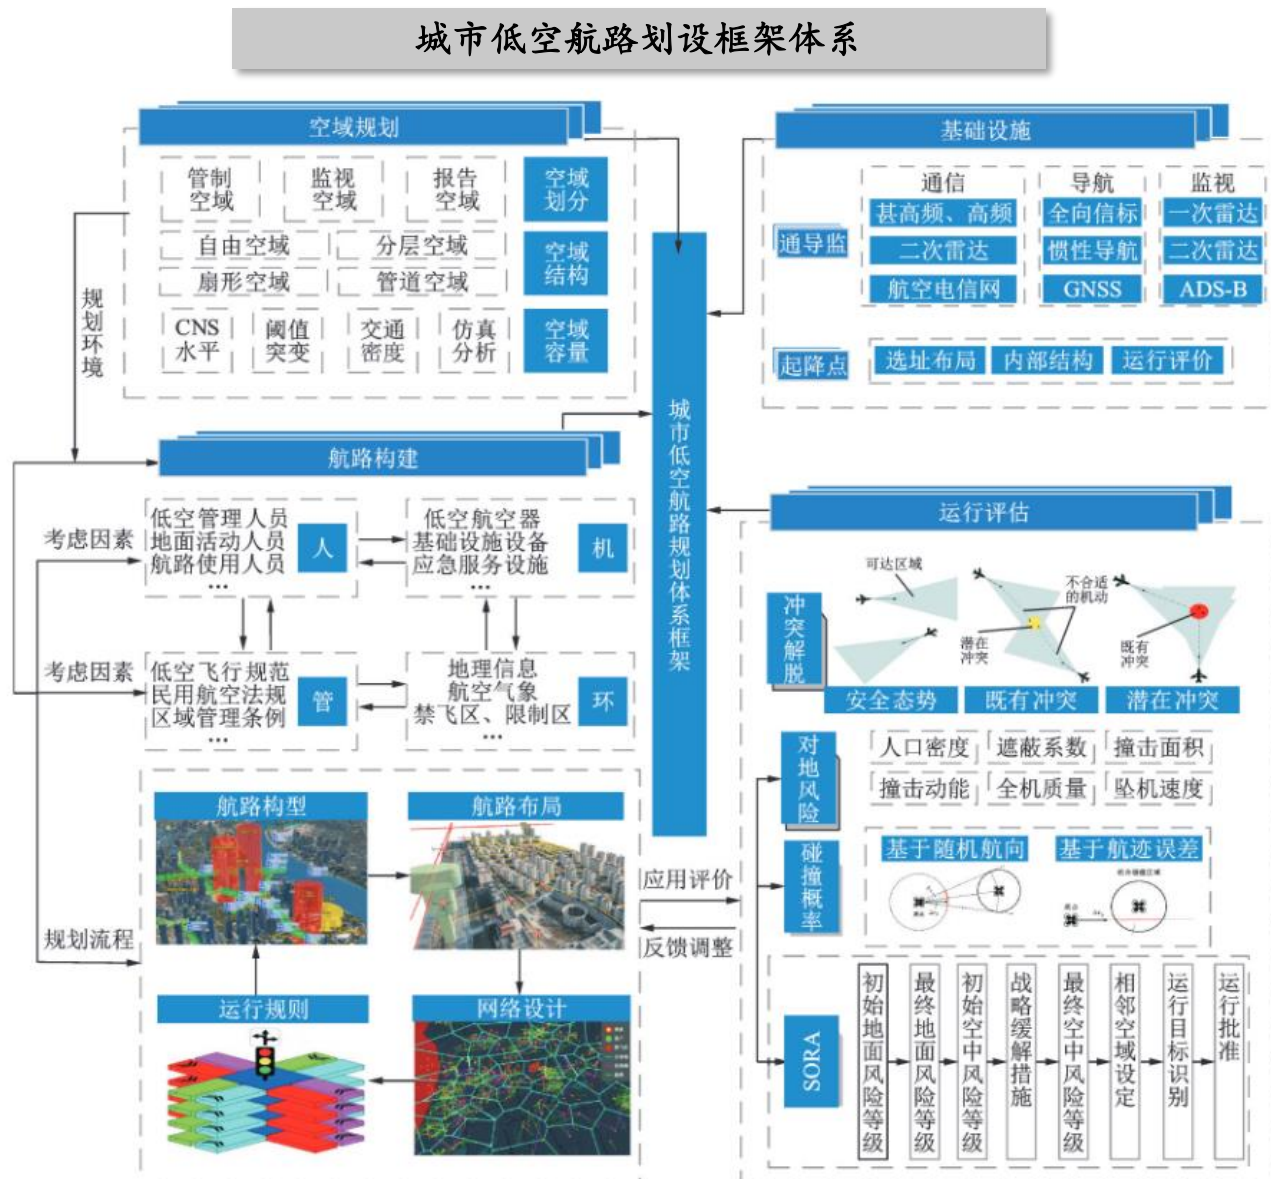 城市低空航路划设框架体系
空域规划
管制
空域
监视
空域
报告
空域
空域
划分
自由空域
分层空域
扇形空域
管道空域
空域
结构
CNS
水平
阈值
突变
交通
密度
仿真
分析
空域
容量
规划环境
航路构建
考虑因素
低空管理人员
地面活动人员
航路使用人员
...
人
低空航空器
基础设施设备
应急服务设施
机
考虑因素
低空飞行规范
民用航空法规
区域管理条例
...
管
地理信息
航空气象
禁飞区、限制区
...
环
规划流程
航路构型
航路布局
运行规则
网络设计
城市低空航路规划体系框架
应用评价
反馈调整
基础设施
通导监
通信
甚高频、高频
二次雷达
航空电信网
导航
全向信标
惯性导航
GNSS
监视
一次雷达
二次雷达
ADS-B
起降点
选址布局
内部结构
运行评价
运行评估
冲突解脱
可达区域
安全态势
潜在
冲突
不合适
的机动
既有冲突
既有
冲突
潜在冲突
对地风险
人口密度
遮蔽系数
撞击面积
撞击动能
全机质量
坠机速度
碰撞概率
基于随机航向
基于航迹误差
SORA
初始地面风险等级
最终地面风险等级
初始空中风险等级
战略缓解措施
最终空中风险等级
相邻空域设定
运行目标识别
运行批准